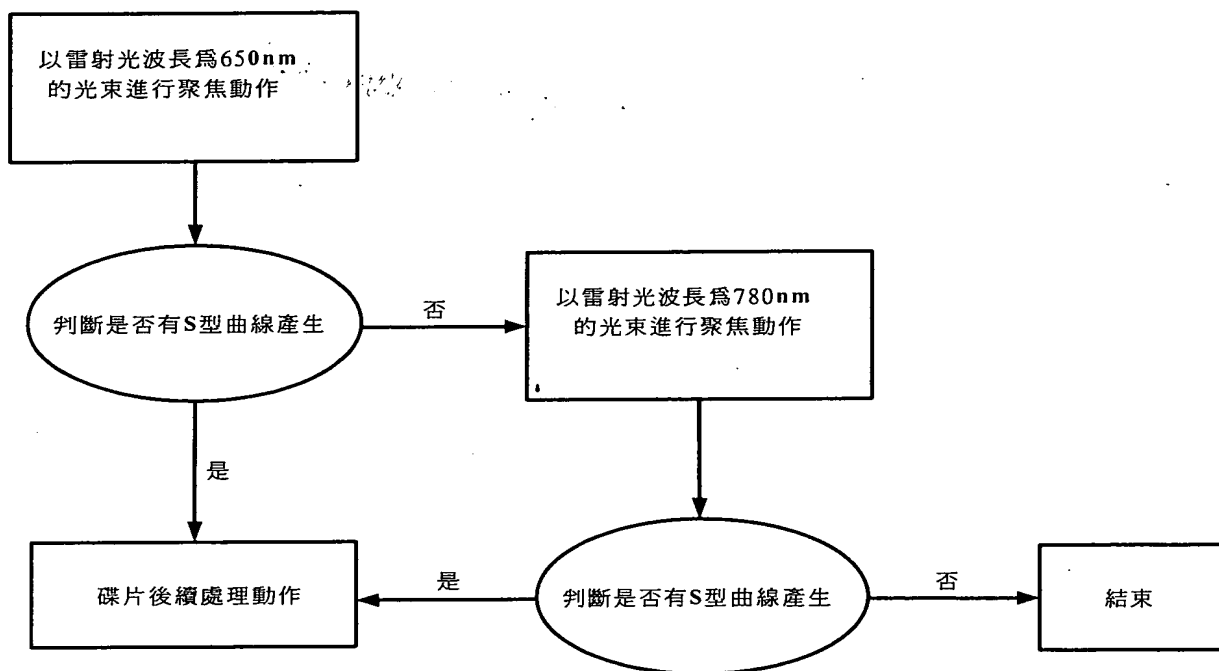 以雷射光波長爲650nm
的光束進行聚焦動作
判斷是否有S型曲線產生
否
以雷射光波長爲780nm
的光束進行聚焦動作
是
碟片後續處理動作
是
判斷是否有S型曲線產生
否
結束